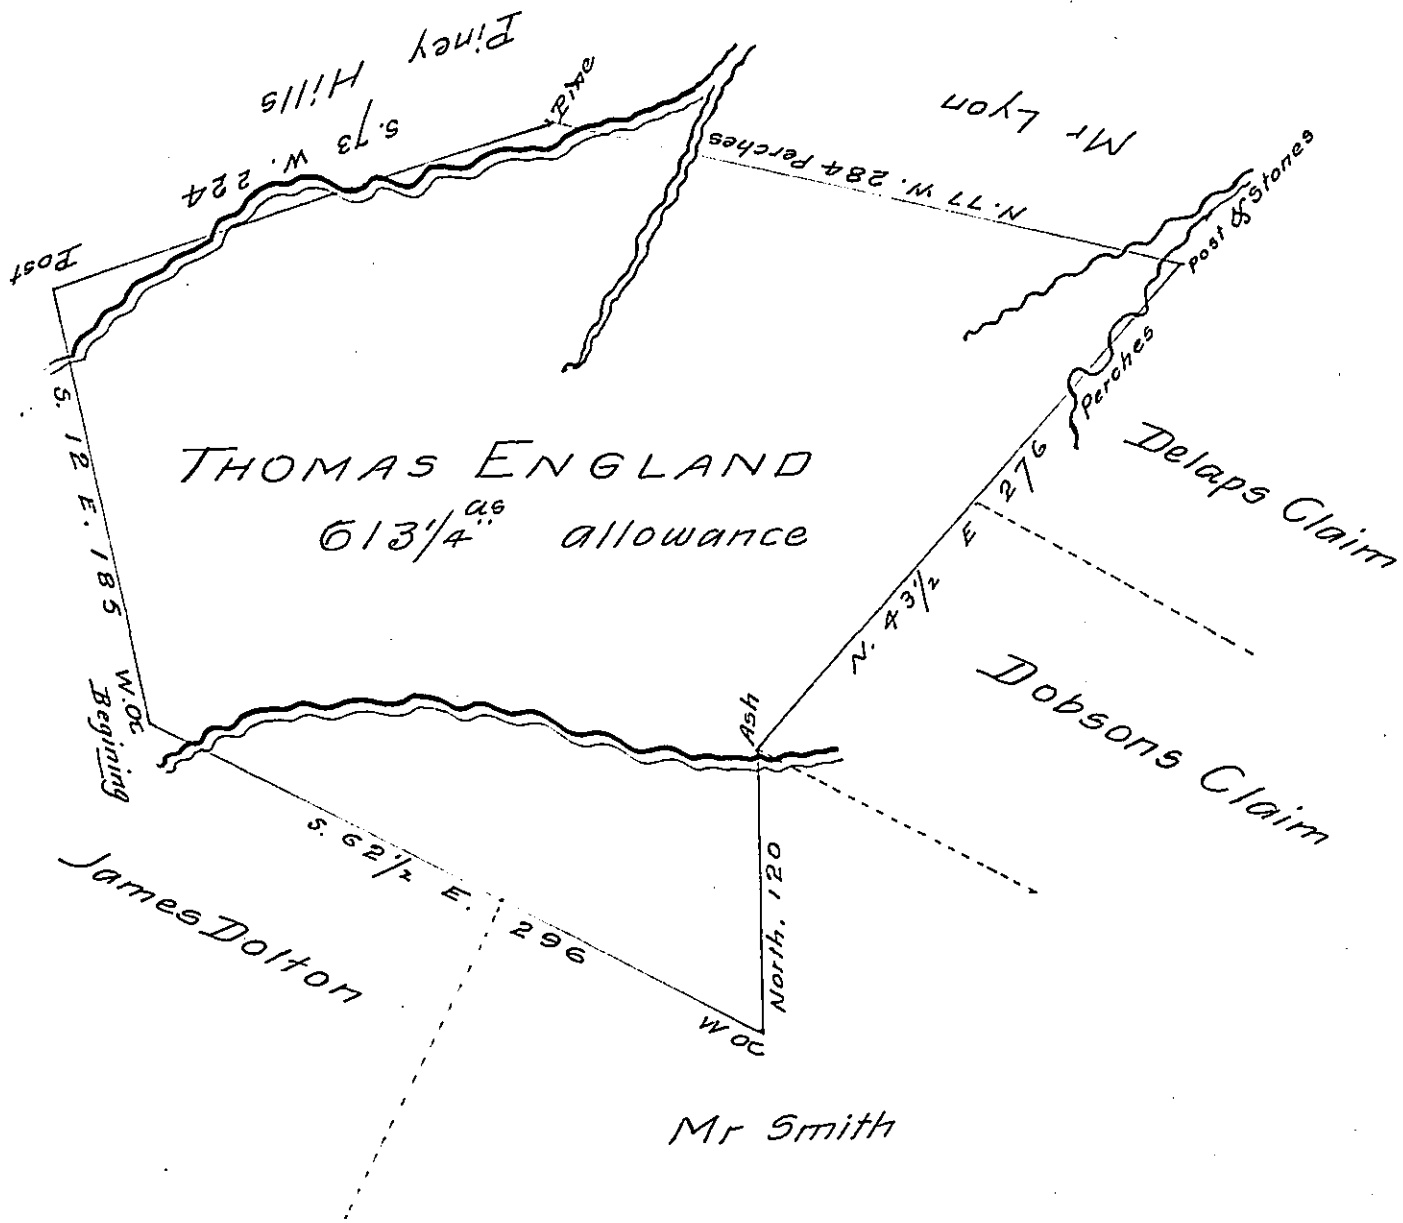 Piney Hills
S. 73 W. 224
Pine
Mr Lyon
N. 77 W. 284 Perches
Post & Stones
Post
S. 12 E. 185
THOMAS ENGLAND
613 1/4 as allowance
N. 43 1/2 E 276 Perches
Delaps Claim
Dobsons Claim
W. Oc
Begining
Ash
S. 62 1/2 E. 296
North. 120
James Dolton
W oc
Mr Smith